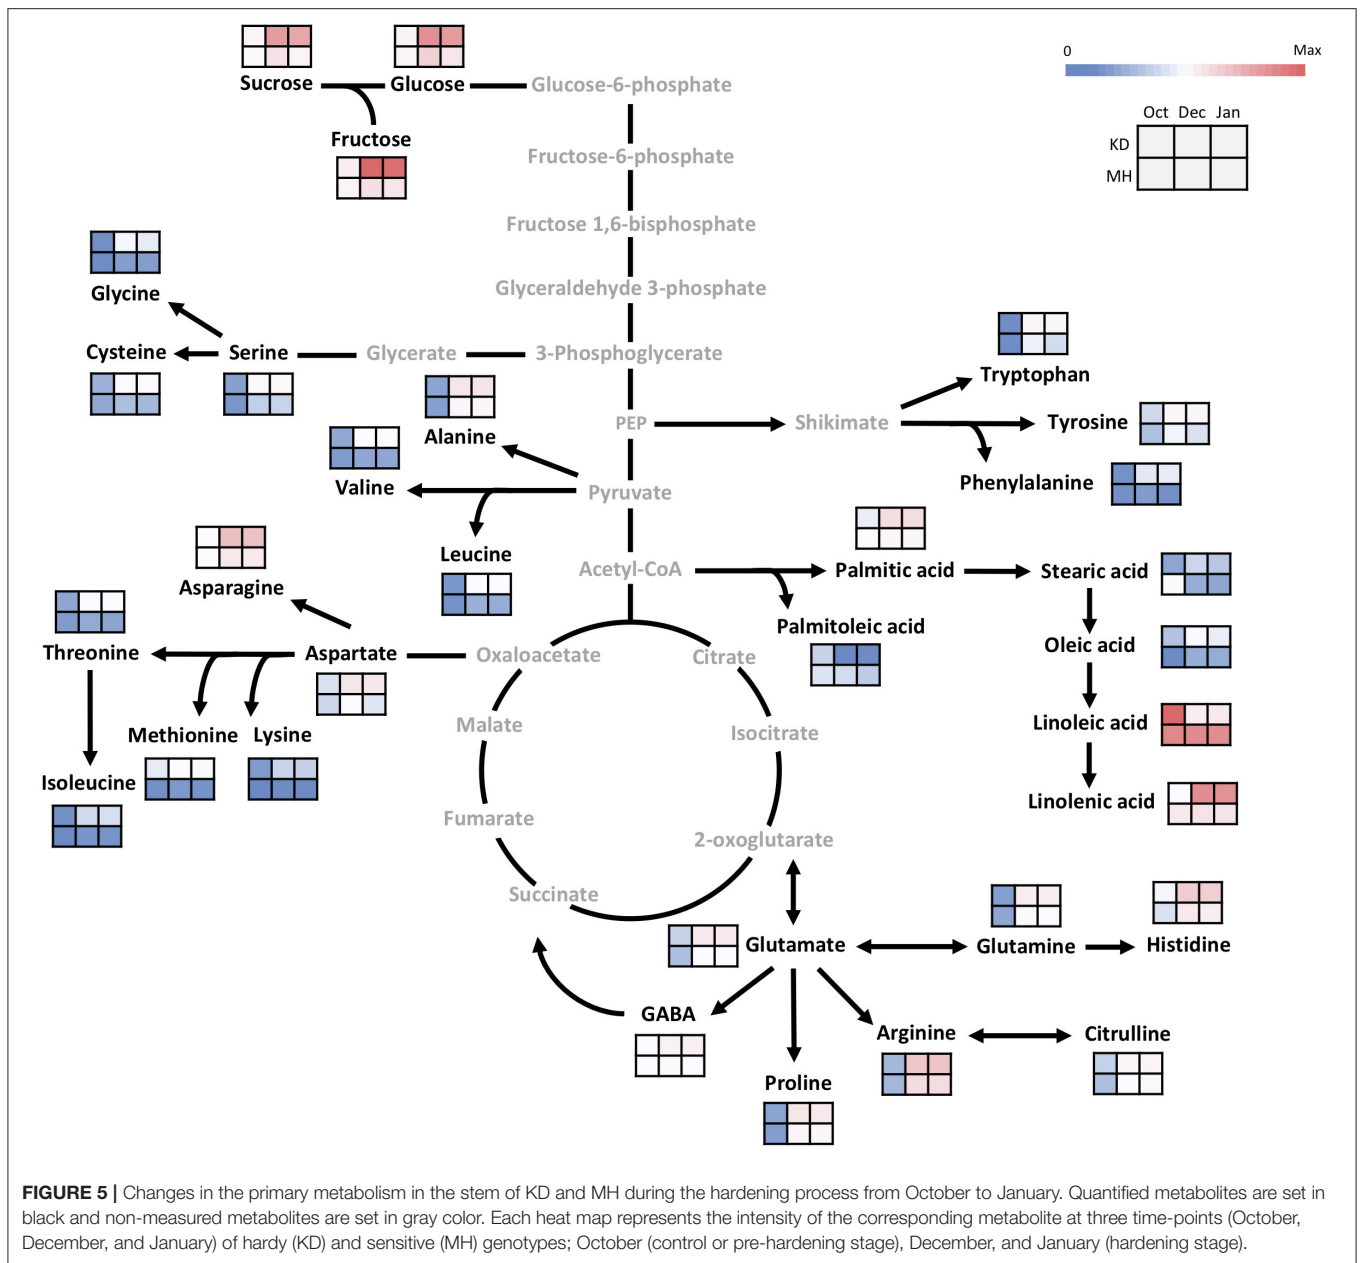 0 Max
Sucrose Glucose Glucose-6-phosphate
Oct Dec Jan
KD
MH
Fructose
Fructose-6-phosphate
Fructose 1,6-bisphosphate
Glycine
Glyceraldehyde 3-phosphate
Cysteine Serine Glycerate 3-Phosphoglycerate
Tryptophan
Alanine
PEP Shikimate Tyrosine
Valine
Pyruvate
Phenylalanine
Leucine
Acetyl-CoA Palmitic acid Stearic acid
Asparagine
Palmitoleic acid
Oleic acid
Threonine Aspartate Oxaloacetate Citrate
Malate Isocitrate
Linoleic acid
Methionine Lysine
Isoleucine
Linolenic acid
Fumarate
2-oxoglutarate
Succinate
Glutamate Glutamine Histidine
GABA
Arginine Citrulline
Proline
FIGURE 5 | Changes in the primary metabolism in the stem of KD and MH during the hardening process from October to January. Quantified metabolites are set in
black and non-measured metabolites are set in gray color. Each heat map represents the intensity of the corresponding metabolite at three time-points (October,
December, and January) of hardy (KD) and sensitive (MH) genotypes; October (control or pre-hardening stage), December, and January (hardening stage).